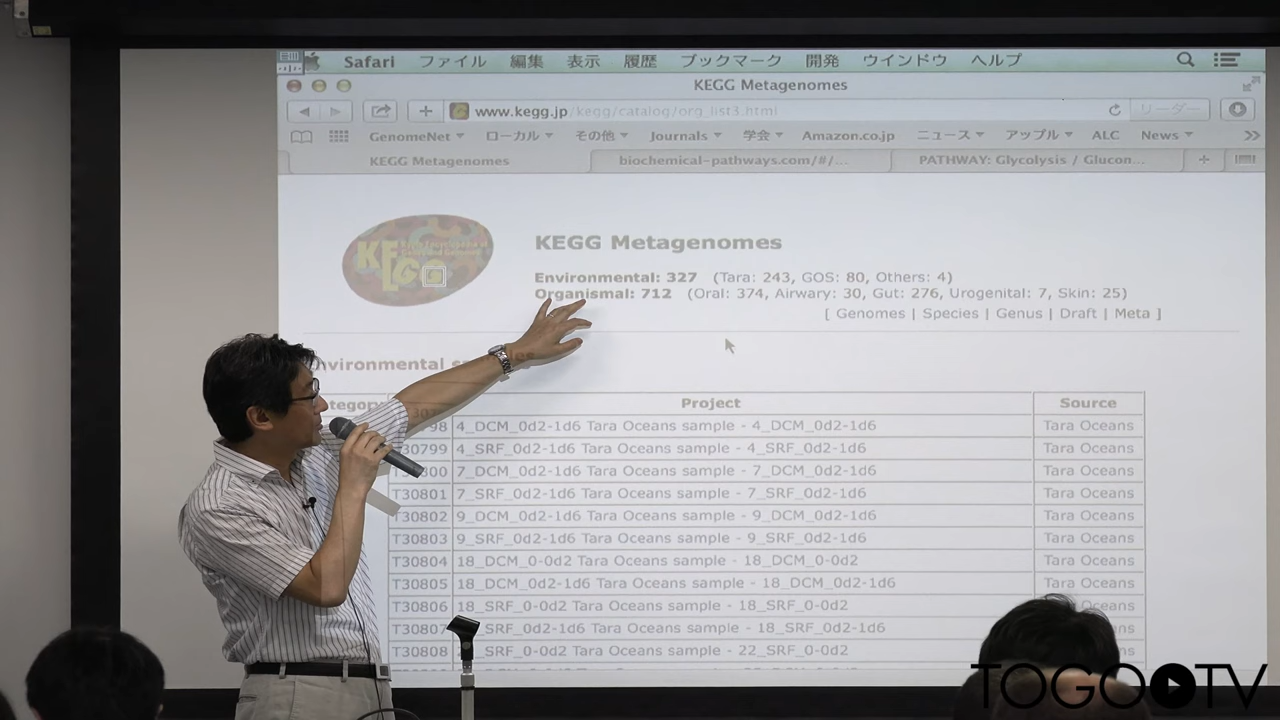 Safari ファイル 編集 表示 履歴 ブックマーク 開発 ウインドウ ヘルプ
KEGG Metagenomes
www.kegg.jp/kegg/catalog/org_list3.html リーダー
GenomeNet ローカル その他 Journals 学会 Amazon.co.jp ニュース アップル ALC News
KEGG Metagenomes biochemical-pathways.com/#/... PATHWAY: Glycolysis / Glucon...
KEGG
KEGG Metagenomes
Environmental: 327 (Tara: 243, GOS: 80, Others: 4)
Organismal: 712 (Oral: 374, Airway: 30, Gut: 276, Urogenital: 7, Skin: 25)
[ Genomes | Species | Genus | Draft | Meta ]
Project Source
4_DCM_0d2-1d6 Tara Oceans sample - 4_DCM_0d2-1d6 Tara Oceans
30799 4_SRF_0d2-1d6 Tara Oceans sample - 4_SRF_0d2-1d6 Tara Oceans
7_DCM_0d2-1d6 Tara Oceans sample - 7_DCM_0d2-1d6 Tara Oceans
T30801 7_SRF_0d2-1d6 Tara Oceans sample - 7_SRF_0d2-1d6 Tara Oceans
T30802 9_DCM_0d2-1d6 Tara Oceans sample - 9_DCM_0d2-1d6 Tara Oceans
T30803 9_SRF_0d2-1d6 Tara Oceans sample - 9_SRF_0d2-1d6 Tara Oceans
T30804 18_DCM_0-0d2 Tara Oceans sample - 18_DCM_0-0d2 Tara Oceans
T30805 18_DCM_0d2-1d6 Tara Oceans sample - 18_DCM_0d2-1d6 Tara Oceans
T30806 18_SRF_0-0d2 Tara Oceans sample - 18_SRF_0-0d2 Oceans
T30807 _SRF_0d2-1d6 Tara Oceans sample - 18_SRF_0d2-1d6 Oceans
T30808 _SRF_0-0d2 Tara Oceans sample - 22_SRF_0-0d2 Oceans
TOGO TV